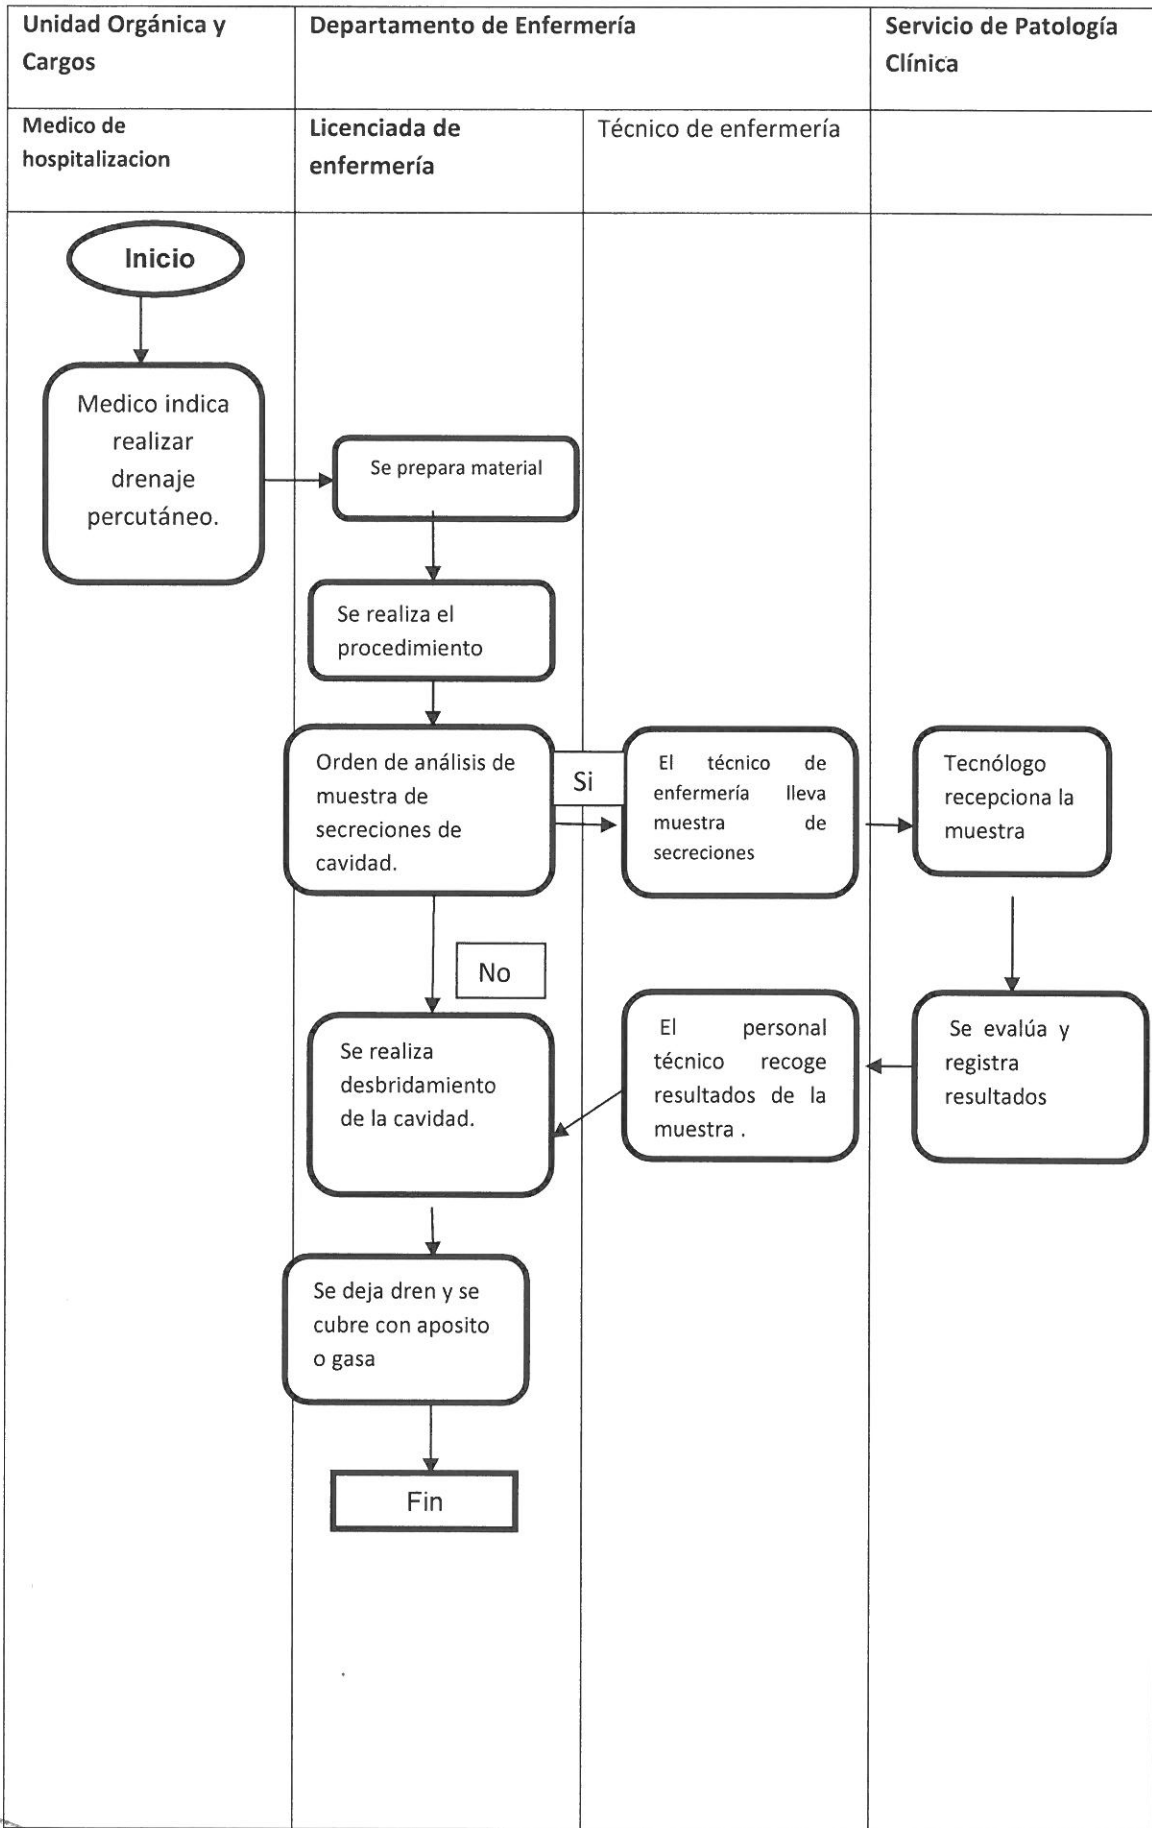 Unidad Orgánica y
Cargos
Departamento de Enfermería
Servicio de Patología
Clínica
Medico de
hospitalizacion
Licenciada de
enfermería
Técnico de enfermería
Inicio
Medico indica
realizar
drenaje
percutáneo.
Se prepara material
Se realiza el
procedimiento
Orden de análisis de
muestra de
secreciones de
cavidad.
Si
El técnico de
enfermería lleva
muestra de
secreciones
Tecnólogo
recepciona la
muestra
No
Se realiza
desbridamiento
de la cavidad.
El personal
técnico recoge
resultados de la
muestra .
Se evalúa y
registra
resultados
Se deja dren y se
cubre con aposito
o gasa
Fin